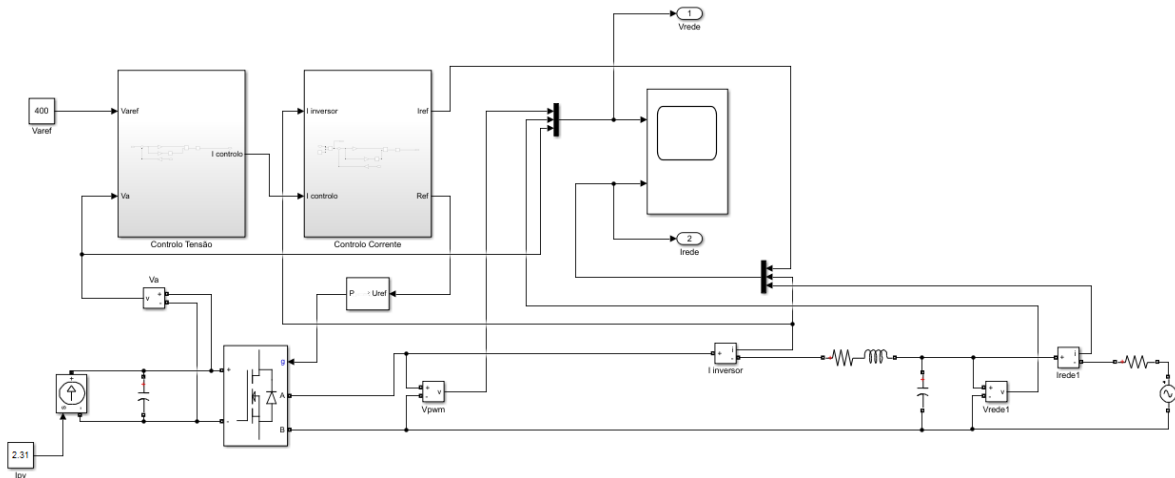 1
Vrede
400
Varef
Varef
Va
I controlo
Controlo Tensão
I inversor
I controlo
Iref
Ref
Controlo Corrente
2
Irede
P
Uref
Va
v
+
-
g
A
B
+
-
+
-
v
Vpwm
+
i
-
I inversor
+
i
-
Irede1
+
-
v
Vrede1
2.31
Ipv